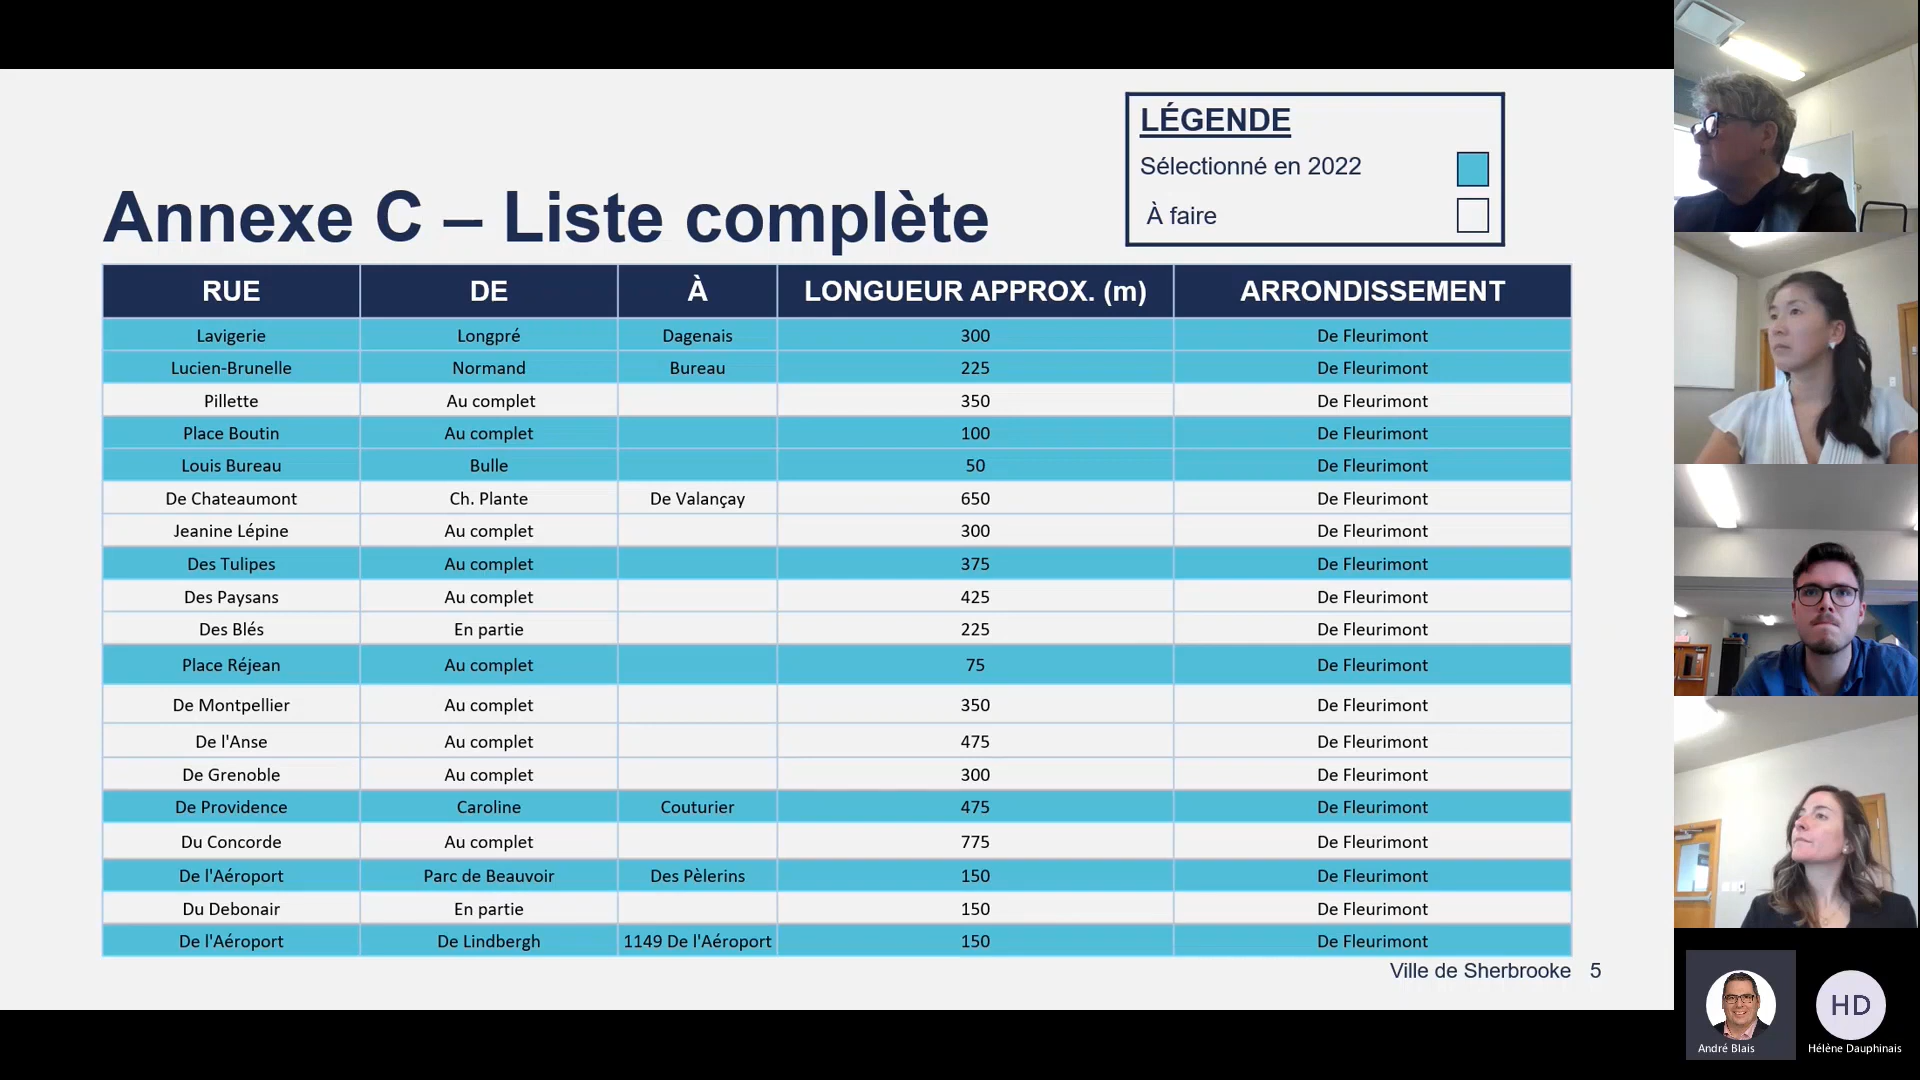 LÉGENDE
Sélectionné en 2022
À faire
Annexe C – Liste complète
RUE DE À LONGUEUR APPROX. (m) ARRONDISSEMENT
Lavigerie Longpré Dagenais 300 De Fleurimont
Lucien-Brunelle Normand Bureau 225 De Fleurimont
Pillette Au complet 350 De Fleurimont
Place Boutin Au complet 100 De Fleurimont
Louis Bureau Bulle 50 De Fleurimont
De Chateaumont Ch. Plante De Valançay 650 De Fleurimont
Jeanine Lépine Au complet 300 De Fleurimont
Des Tulipes Au complet 375 De Fleurimont
Des Paysans Au complet 425 De Fleurimont
Des Blés En partie 225 De Fleurimont
Place Réjean Au complet 75 De Fleurimont
De Montpellier Au complet 350 De Fleurimont
De l'Anse Au complet 475 De Fleurimont
De Grenoble Au complet 300 De Fleurimont
De Providence Caroline Couturier 475 De Fleurimont
Du Concorde Au complet 775 De Fleurimont
De l'Aéroport Parc de Beauvoir Des Pèlerins 150 De Fleurimont
Du Debonair En partie 150 De Fleurimont
De l'Aéroport De Lindbergh 1149 De l'Aéroport 150 De Fleurimont
Ville de Sherbrooke 5
HD
André Blais
Hélène Dauphinais